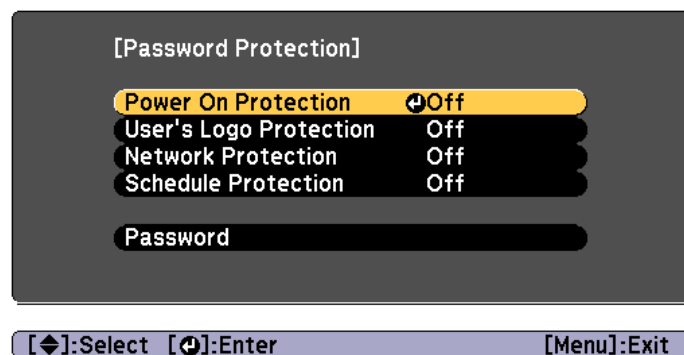 [Password Protection]
Power On Protection Off
User's Logo Protection Off
Network Protection Off
Schedule Protection Off
Password
[]:Select []:Enter [Menu]:Exit